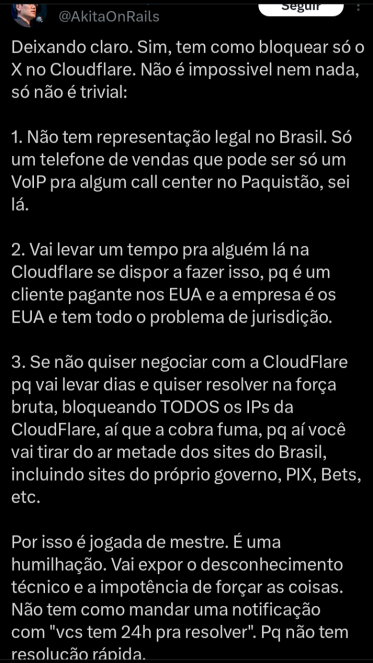 Seguir
@AkitaOnRails
Deixando claro. Sim, tem como bloquear só o
X no Cloudflare. Não é impossivel nem nada,
só não é trivial:
1. Não tem representação legal no Brasil. Só
um telefone de vendas que pode ser só um
VoIP pra algum call center no Paquistão, sei
lá.
2. Vai levar um tempo pra alguém lá na
Cloudflare se dispor a fazer isso, pq é um
cliente pagante nos EUA e a empresa é os
EUA e tem todo o problema de jurisdição.
3. Se não quiser negociar com a CloudFlare
pq vai levar dias e quiser resolver na força
bruta, bloqueando TODOS os IPs da
CloudFlare, aí que a cobra fuma, pq aí você
vai tirar do ar metade dos sites do Brasil,
incluindo sites do próprio governo, PIX, Bets,
etc.
Por isso é jogada de mestre. É uma
humilhação. Vai expor o desconhecimento
técnico e a impotência de forçar as coisas.
Não tem como mandar uma notificação
com "vcs tem 24h pra resolver". Pq não tem
resolução rápida.